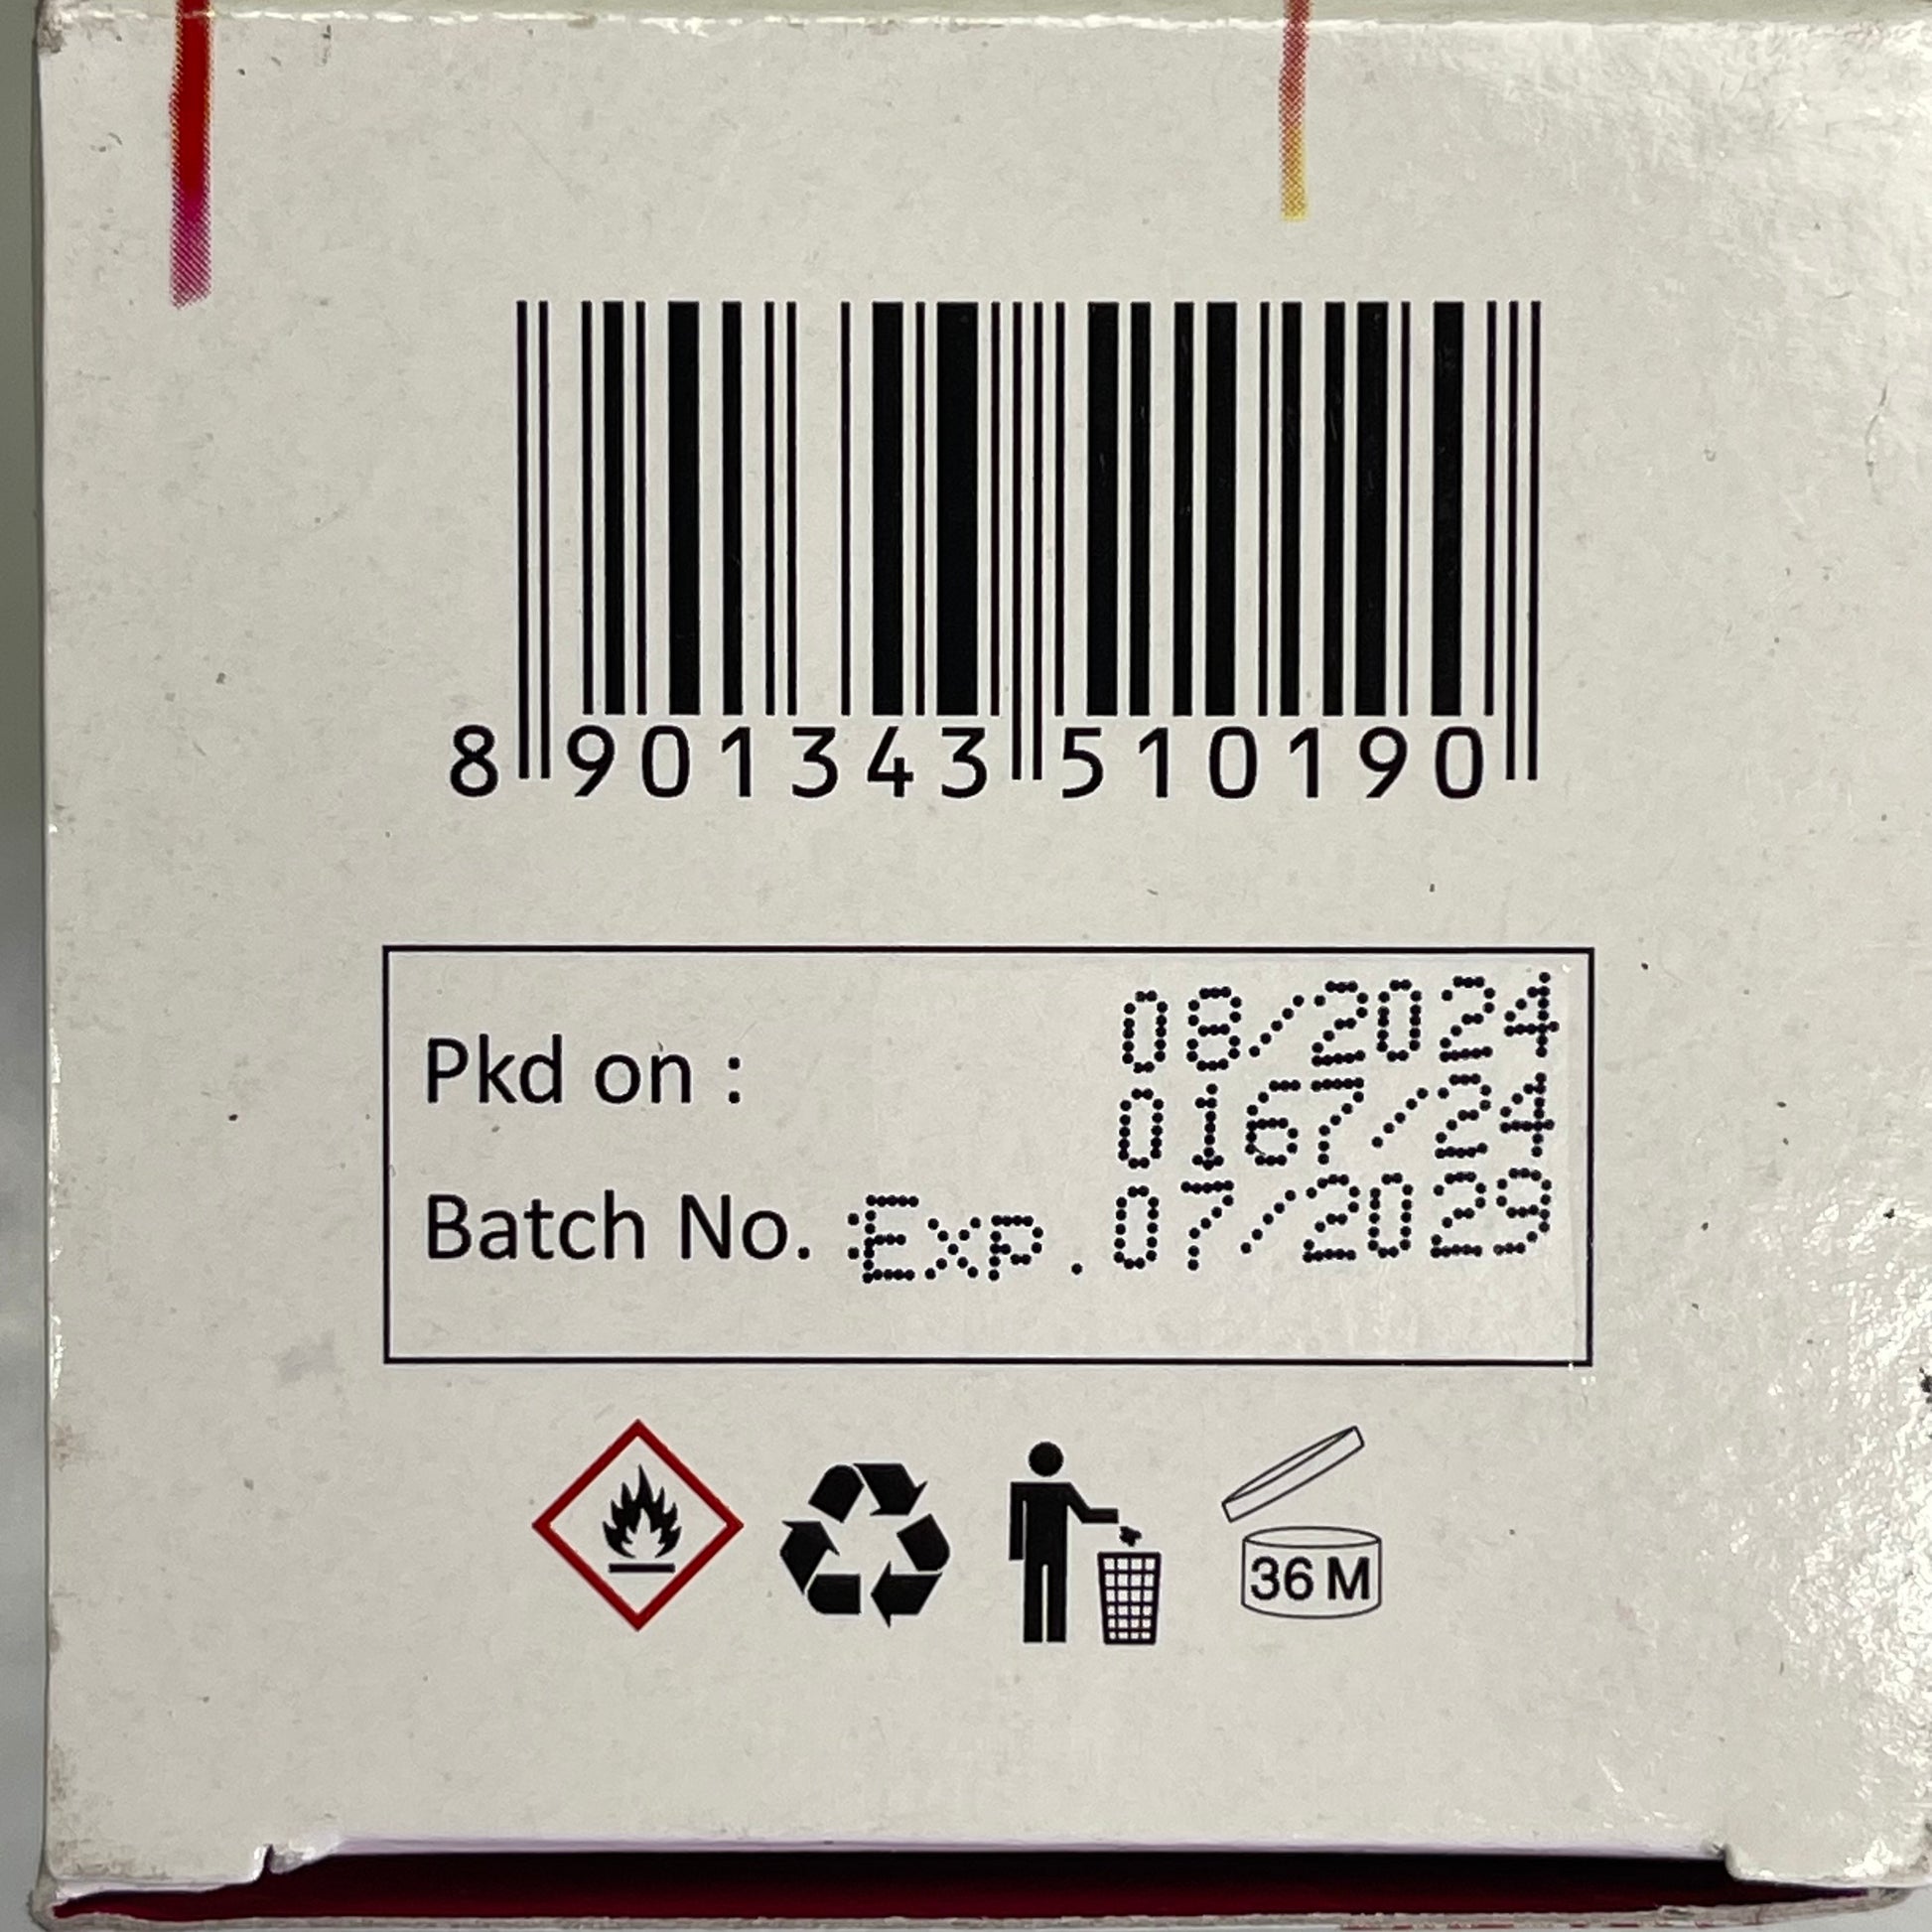 8 901343 510190
Pkd on : 08/2024
0167/24
Batch No. :Exp.07/2029
36 M